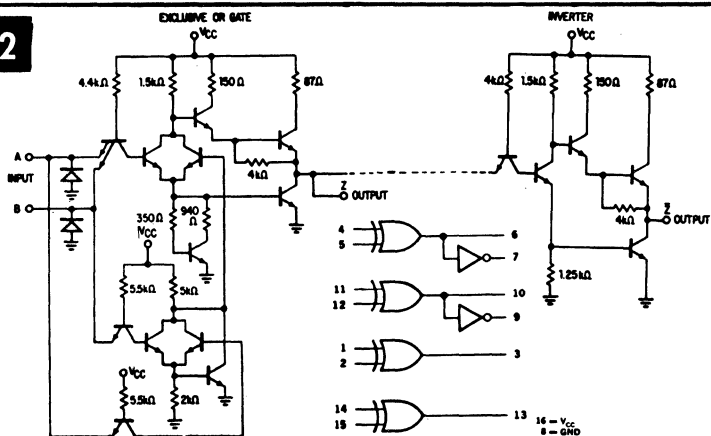 2
EXCLUSIVE OR GATE
INVERTER
VCC
VCC
4.4kΩ
1.5kΩ
150Ω
87Ω
4kΩ
1.5kΩ
150Ω
87Ω
A
INPUT
B
4kΩ
Z
OUTPUT
4kΩ
Z̅
OUTPUT
350Ω
940
Ω
VCC
1.25kΩ
5.5kΩ
5kΩ
VCC
5.5kΩ
2kΩ
4
5
6
7
11
12
10
9
1
2
3
14
15
13
16 – VCC
8 – GND